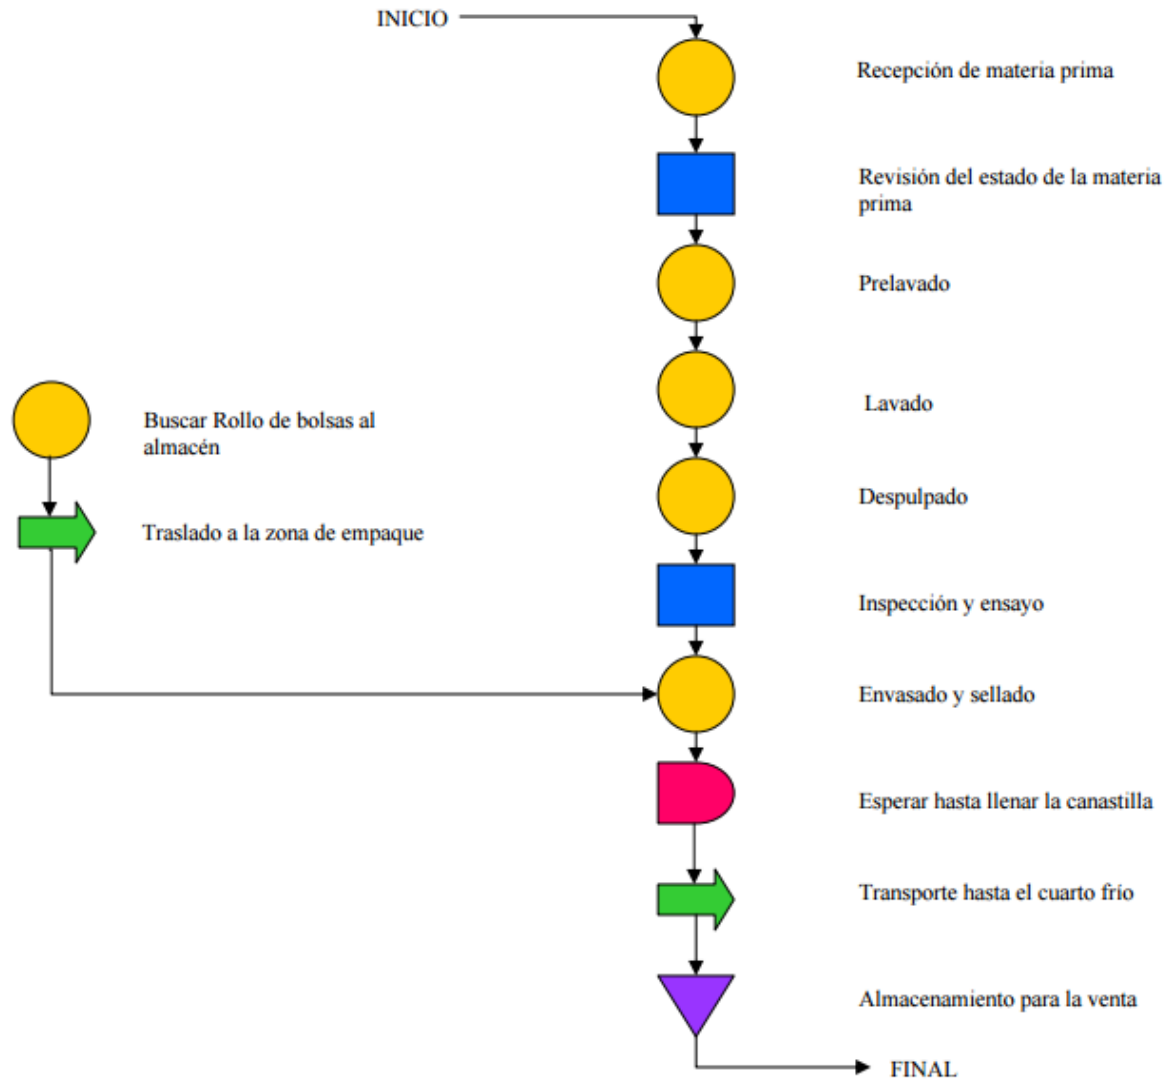 INICIO
Recepción de materia prima
Revisión del estado de la materia
prima
Prelavado
Lavado
Buscar Rollo de bolsas al
almacén
Despulpado
Traslado a la zona de empaque
Inspección y ensayo
Envasado y sellado
Esperar hasta llenar la canastilla
Transporte hasta el cuarto frío
Almacenamiento para la venta
FINAL